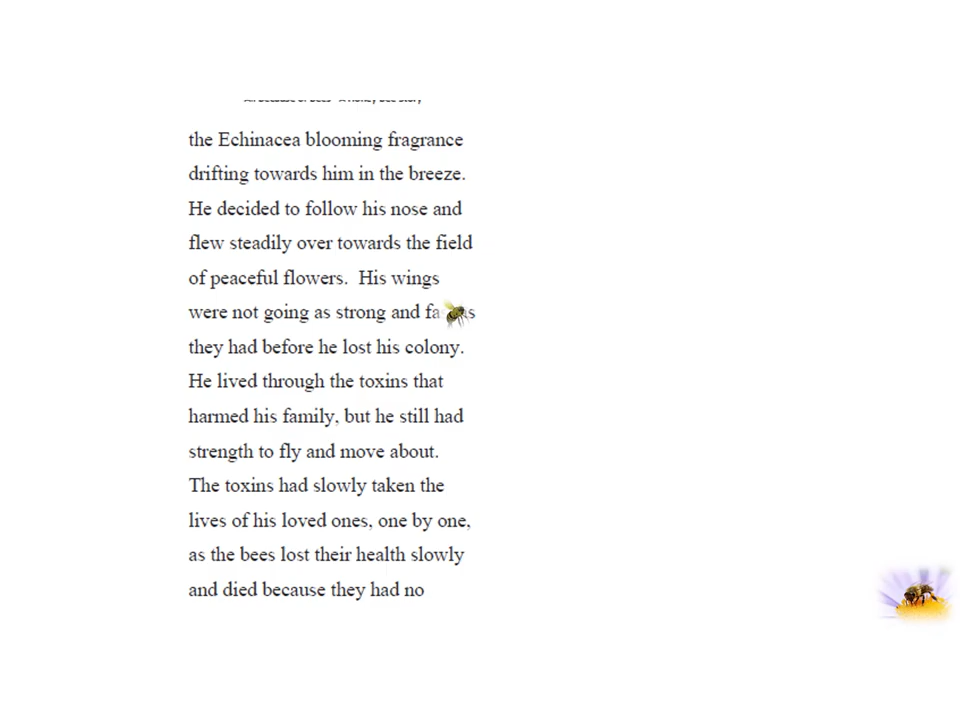 the Echinacea blooming fragrance
drifting towards him in the breeze.
He decided to follow his nose and
flew steadily over towards the field
of peaceful flowers.  His wings
were not going as strong and
they had before he lost his colony.
He lived through the toxins that
harmed his family, but he still had
strength to fly and move about.
The toxins had slowly taken the
lives of his loved ones, one by one,
as the bees lost their health slowly
and died because they had no